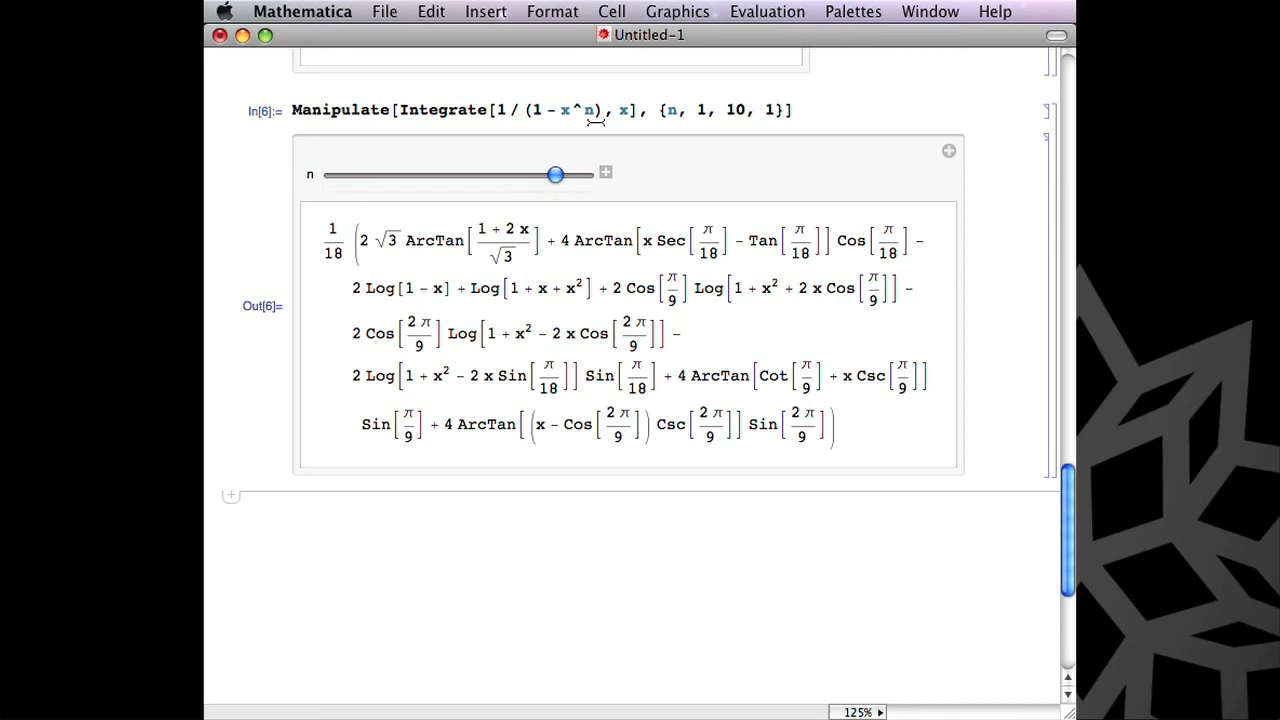 Mathematica File Edit Insert Format Cell Graphics Evaluation Palettes Window Help
Untitled-1
In[6]:= Manipulate[Integrate[1/(1-x^n), x], {n, 1, 10, 1}]
n
1/18 (2 √3 ArcTan[(1 + 2 x)/√3] + 4 ArcTan[x Sec[π/18] - Tan[π/18]] Cos[π/18] -
2 Log[1 - x] + Log[1 + x + x²] + 2 Cos[π/9] Log[1 + x² + 2 x Cos[π/9]] -
Out[6]=
2 Cos[2 π/9] Log[1 + x² - 2 x Cos[2 π/9]] -
2 Log[1 + x² - 2 x Sin[π/18]] Sin[π/18] + 4 ArcTan[Cot[π/9] + x Csc[π/9]]
Sin[π/9] + 4 ArcTan[(x - Cos[2 π/9]) Csc[2 π/9]] Sin[2 π/9])
125%